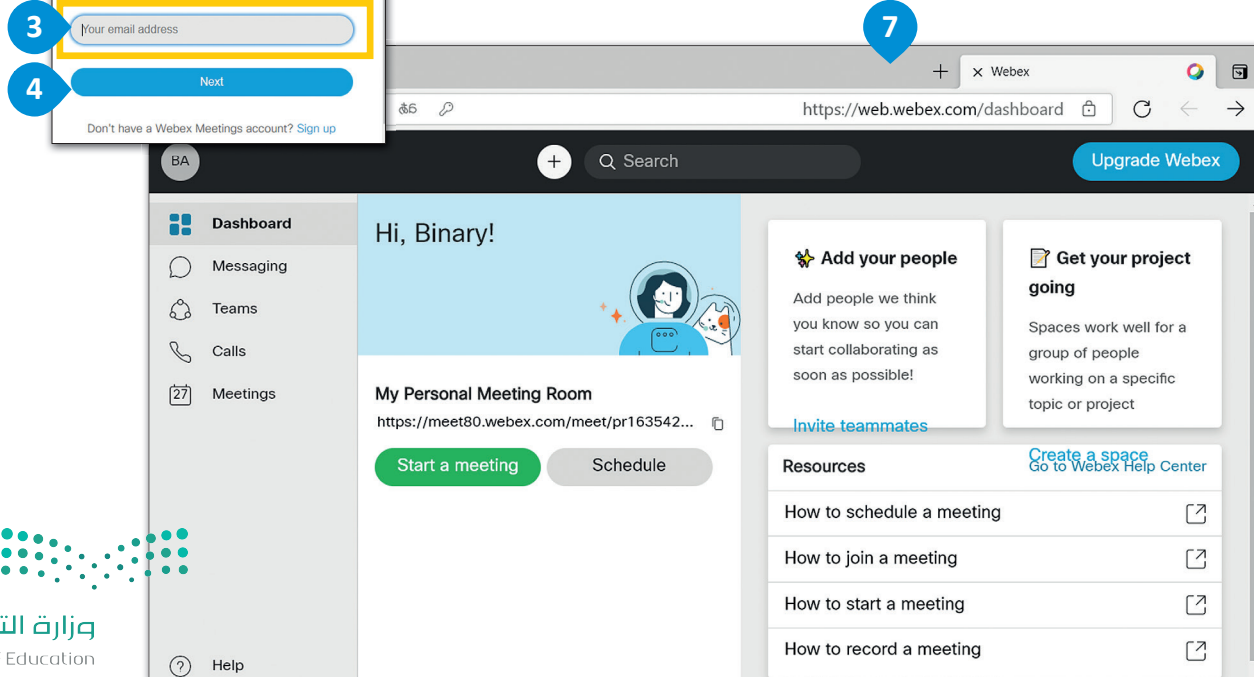 3
Your email address
4
Next
Don't have a Webex Meetings account? Sign up
7
Webex
https://web.webex.com/dashboard
BA
Search
Upgrade Webex
Dashboard
Messaging
Teams
Calls
27
Meetings
Help
Hi, Binary!
My Personal Meeting Room
https://meet80.webex.com/meet/pr163542...
Start a meeting
Schedule
Add your people
Add people we think
you know so you can
start collaborating as
soon as possible!
Invite teammates
Get your project
going
Spaces work well for a
group of people
working on a specific
topic or project
Create a space
Resources
Go to Webex Help Center
How to schedule a meeting
How to join a meeting
How to start a meeting
How to record a meeting
وزارة
Education